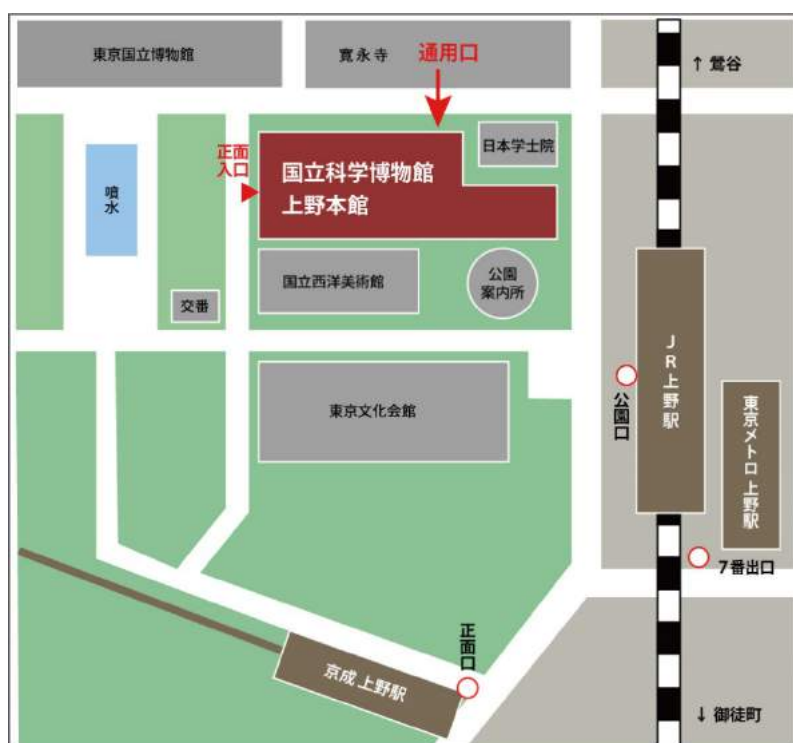 東京国立博物館
寛永寺
通用口
↑ 鶯谷
日本学士院
正面
入口
国立科学博物館
上野本館
噴水
国立西洋美術館
公園
案内所
交番
JR上野駅
公園口
東京文化会館
東京メトロ上野駅
7番出口
正面口
京成上野駅
↓ 御徒町